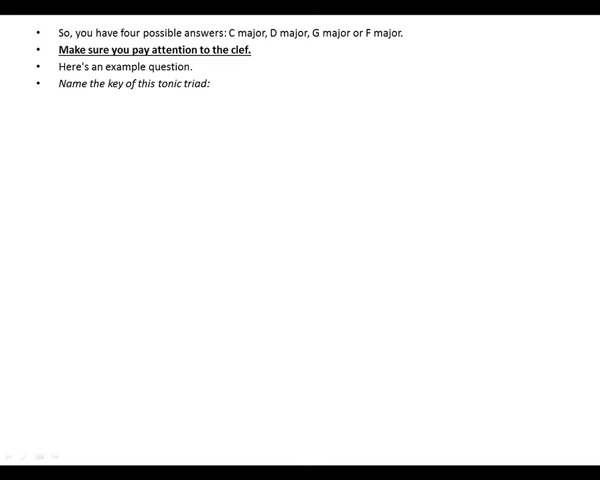 • So, you have four possible answers: C major, D major, G major or F major.
• Make sure you pay attention to the clef.
• Here's an example question.
• Name the key of this tonic triad: